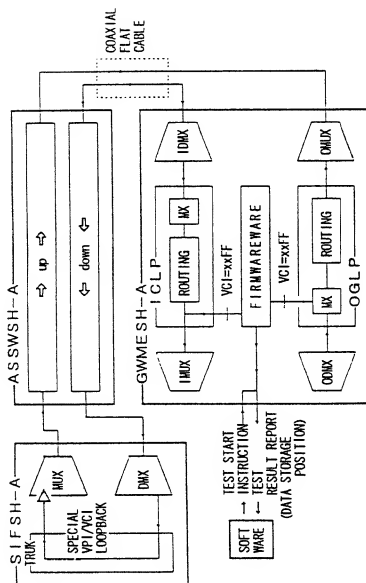 SIFSH-A
TRUK
SPECIAL
VPI/VCI
LOOPBACK
MUX
DMX
ASSWSH-A
⇨ up ⇨
⇦ down ⇦
COAXIAL
FLAT
CABLE
GWMESH-A
ICLP
IMUX
ROUTING
MX
IDMX
VCI=xxFF
FIRMWAREWARE
VCI=xxFF
ODMX
MX
ROUTING
OMUX
OGLP
SOFT
WARE
TEST START
→ INSTRUCTION
← TEST
RESULT REPORT
(DATA STORAGE
POSITION)